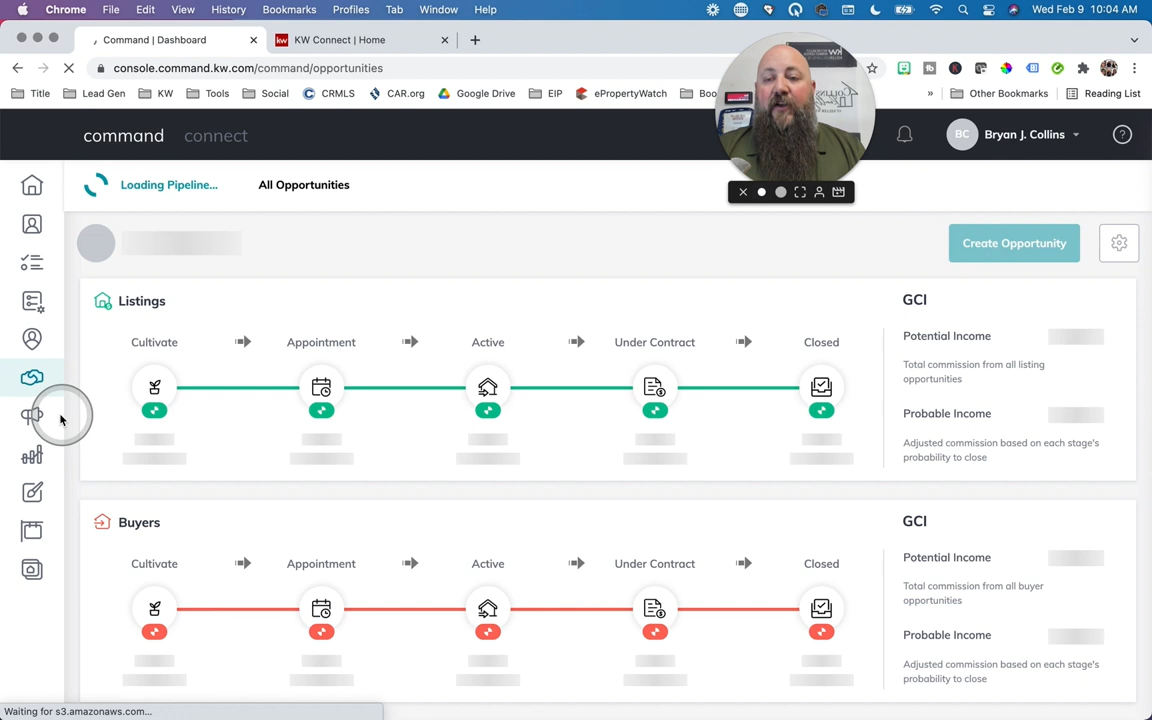 Chrome File Edit View History Bookmarks Profiles Tab Window Help Wed Feb 9 10:04 AM
Command | Dashboard KW Connect | Home
console.command.kw.com/command/opportunities
Title Lead Gen KW Tools Social CRMLS CAR.org Google Drive EIP ePropertyWatch Boo » Other Bookmarks Reading List
command connect BC Bryan J. Collins
Loading Pipeline... All Opportunities
Create Opportunity
Listings GCI
Cultivate Appointment Active Under Contract Closed
Potential Income
Total commission from all listing
opportunities
Probable Income
Adjusted commission based on each stage's
probability to close
Buyers GCI
Cultivate Appointment Active Under Contract Closed
Potential Income
Total commission from all buyer
opportunities
Probable Income
Adjusted commission based on each stage's
probability to close
Waiting for s3.amazonaws.com...